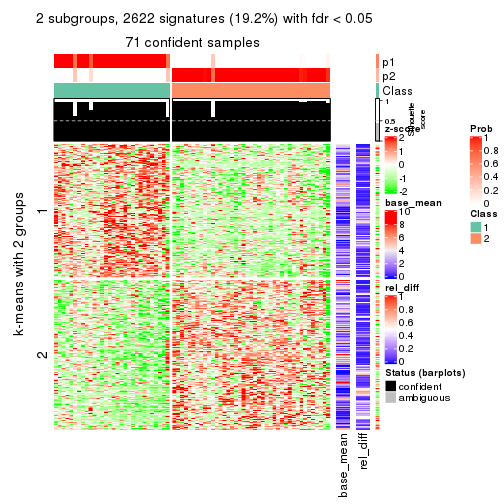 2 subgroups, 2622 signatures (19.2%) with fdr < 0.05
71 confident samples
p1
p2
Class
1
0.5
0
Silhouette
score
k-means with 2 groups
1
2
base_mean
rel_diff
z-score
2
1
0
-1
-2
base_mean
10
8
6
4
2
0
rel_diff
1
0.8
0.6
0.4
0.2
0
Status (barplots)
confident
ambiguous
Prob
1
0.8
0.6
0.4
0.2
0
Class
1
2